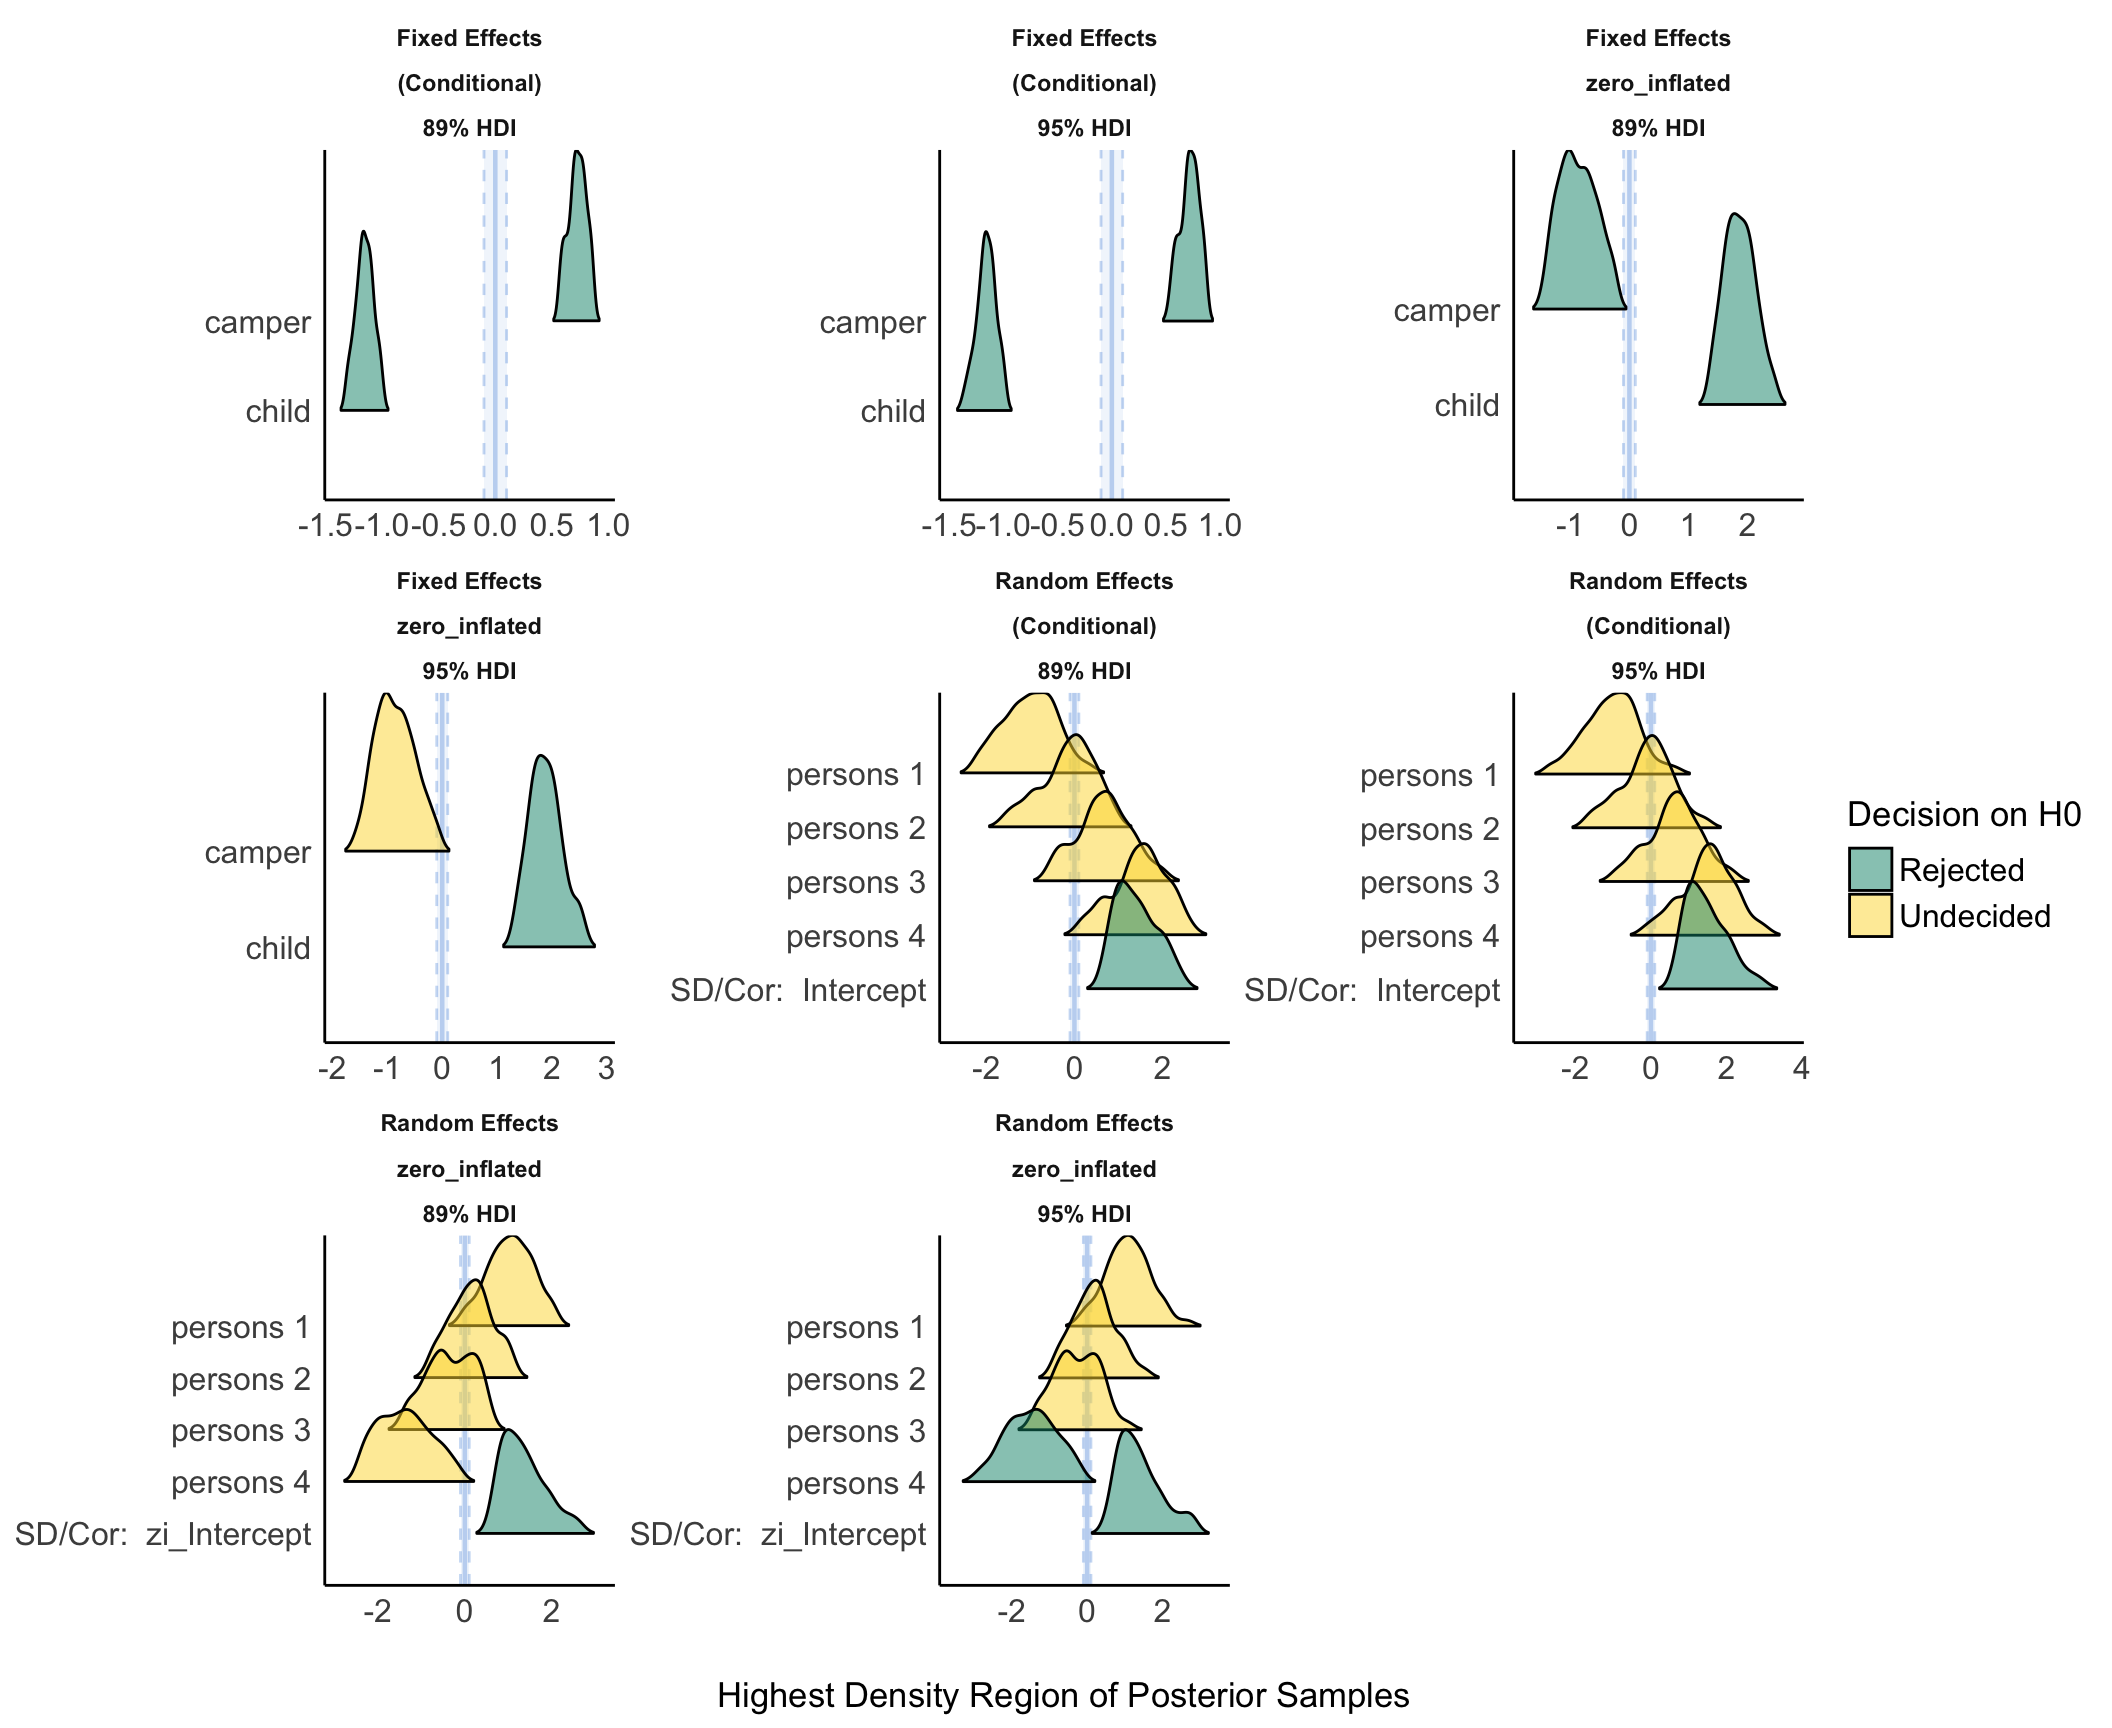 Fixed Effects
(Conditional)
89% HDI
camper
child
-1.5 -1.0 -0.5 0.0 0.5 1.0
Fixed Effects
(Conditional)
95% HDI
camper
child
-1.5 -1.0 -0.5 0.0 0.5 1.0
Fixed Effects
zero_inflated
89% HDI
camper
child
-1 0 1 2
Fixed Effects
zero_inflated
95% HDI
camper
child
-2 -1 0 1 2 3
Random Effects
(Conditional)
89% HDI
persons 1
persons 2
persons 3
persons 4
SD/Cor:  Intercept
-2 0 2
Random Effects
(Conditional)
95% HDI
persons 1
persons 2
persons 3
persons 4
SD/Cor:  Intercept
-2 0 2 4
Decision on H0
Rejected
Undecided
Random Effects
zero_inflated
89% HDI
persons 1
persons 2
persons 3
persons 4
SD/Cor:  zi_Intercept
-2 0 2
Random Effects
zero_inflated
95% HDI
persons 1
persons 2
persons 3
persons 4
SD/Cor:  zi_Intercept
-2 0 2
Highest Density Region of Posterior Samples